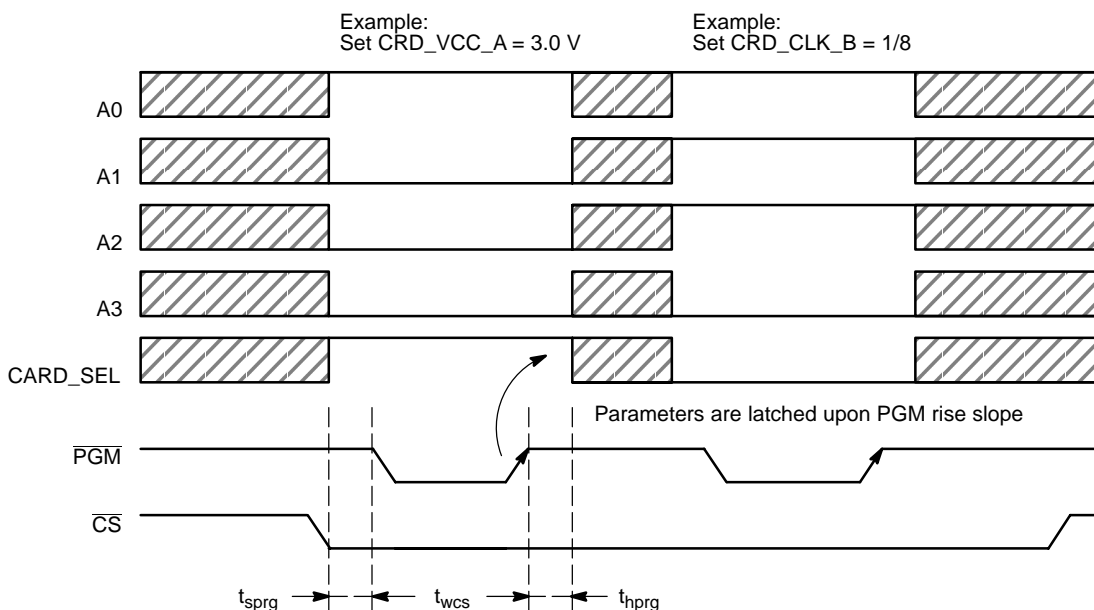 Example:
Set CRD_VCC_A = 3.0 V
Example:
Set CRD_CLK_B = 1/8
A0
A1
A2
A3
CARD_SEL
Parameters are latched upon PGM rise slope
PGM
CS
tsprg
twcs
thprg